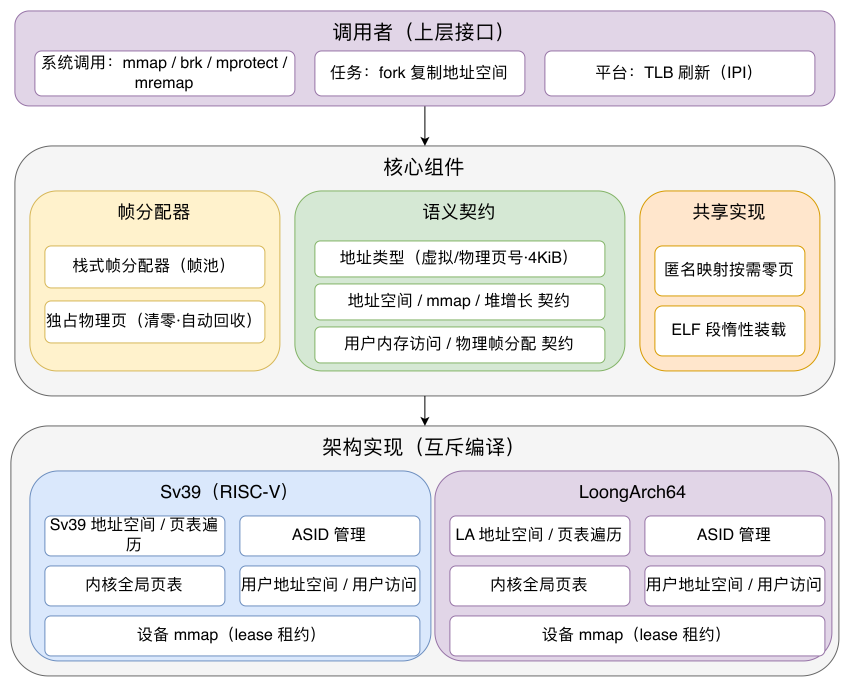 调用者（上层接口）
系统调用：mmap / brk / mprotect /
mremap
任务：fork 复制地址空间
平台：TLB 刷新（IPI）
核心组件
帧分配器
栈式帧分配器（帧池）
独占物理页（清零·自动回收）
语义契约
地址类型（虚拟/物理页号·4KiB）
地址空间 / mmap / 堆增长 契约
用户内存访问 / 物理帧分配 契约
共享实现
匿名映射按需零页
ELF 段惰性装载
架构实现（互斥编译）
Sv39（RISC-V）
Sv39 地址空间 / 页表遍
历
ASID 管理
内核全局页表
用户地址空间 / 用户访问
设备 mmap（lease 租约）
LoongArch64
LA 地址空间 / 页表遍历
ASID 管理
内核全局页表
用户地址空间 / 用户访问
设备 mmap（lease 租约）